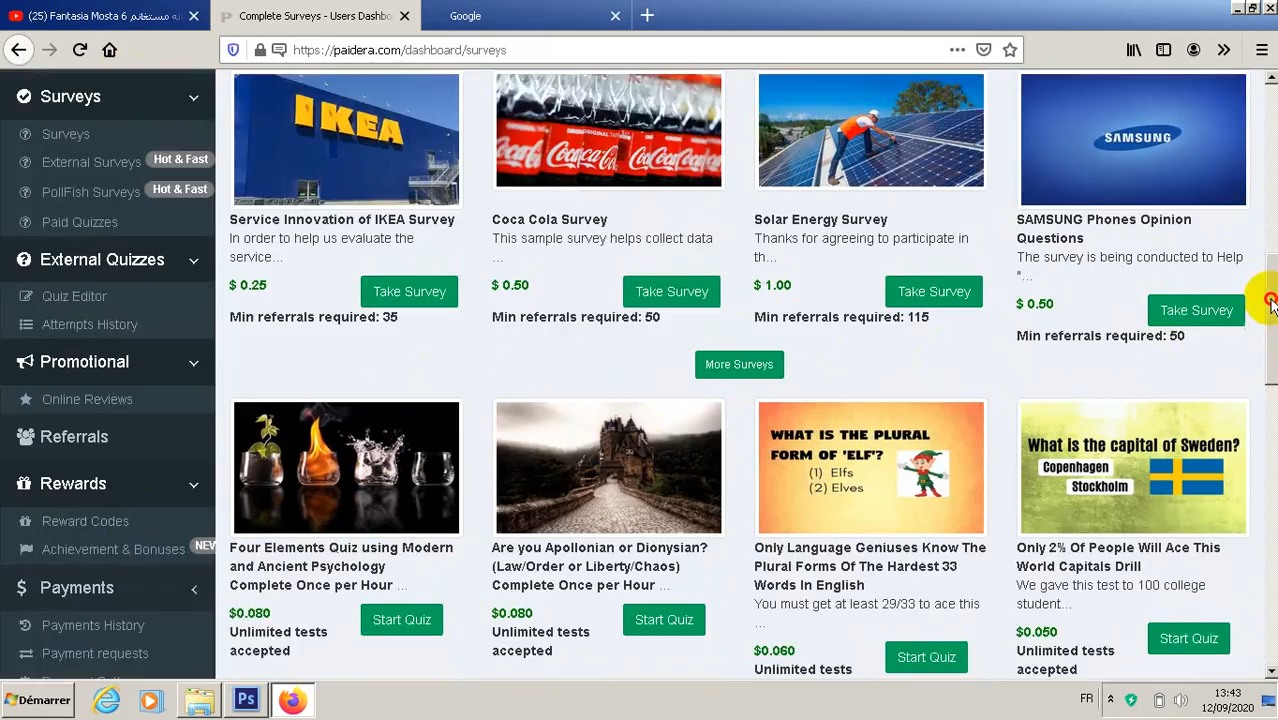 (25) Fantasia Mosta فه مستغانم
Complete Surveys - Users Dashbo
Google
https://paidera.com/dashboard/surveys
Surveys
Surveys
External Surveys Hot & Fast
PollFish Surveys Hot & Fast
Paid Quizzes
External Quizzes
Quiz Editor
Attempts History
Promotional
Online Reviews
Referrals
Rewards
Reward Codes
Achievement & Bonuses NEW
Payments
Payments History
Payment requests
IKEA
ORIGINAL TASTE
Coca-Cola
SAMSUNG
Service Innovation of IKEA Survey
In order to help us evaluate the
service...
$ 0.25
Take Survey
Min referrals required: 35
Coca Cola Survey
This sample survey helps collect data
...
$ 0.50
Take Survey
Min referrals required: 50
Solar Energy Survey
Thanks for agreeing to participate in
th...
$ 1.00
Take Survey
Min referrals required: 115
SAMSUNG Phones Opinion
Questions
The survey is being conducted to Help
"...
$ 0.50
Take Survey
Min referrals required: 50
More Surveys
WHAT IS THE PLURAL
FORM OF 'ELF'?
(1) Elfs
(2) Elves
What is the capital of Sweden?
Copenhagen
Stockholm
Four Elements Quiz using Modern
and Ancient Psychology
Complete Once per Hour ...
$0.080
Unlimited tests
accepted
Start Quiz
Are you Apollonian or Dionysian?
(Law/Order or Liberty/Chaos)
Complete Once per Hour ...
$0.080
Unlimited tests
accepted
Start Quiz
Only Language Geniuses Know The
Plural Forms Of The Hardest 33
Words In English
You must get at least 29/33 to ace this
...
$0.060
Unlimited tests
Start Quiz
Only 2% Of People Will Ace This
World Capitals Drill
We gave this test to 100 college
student...
$0.050
Unlimited tests
accepted
Start Quiz
Démarrer
Ps
FR
13:43
12/09/2020